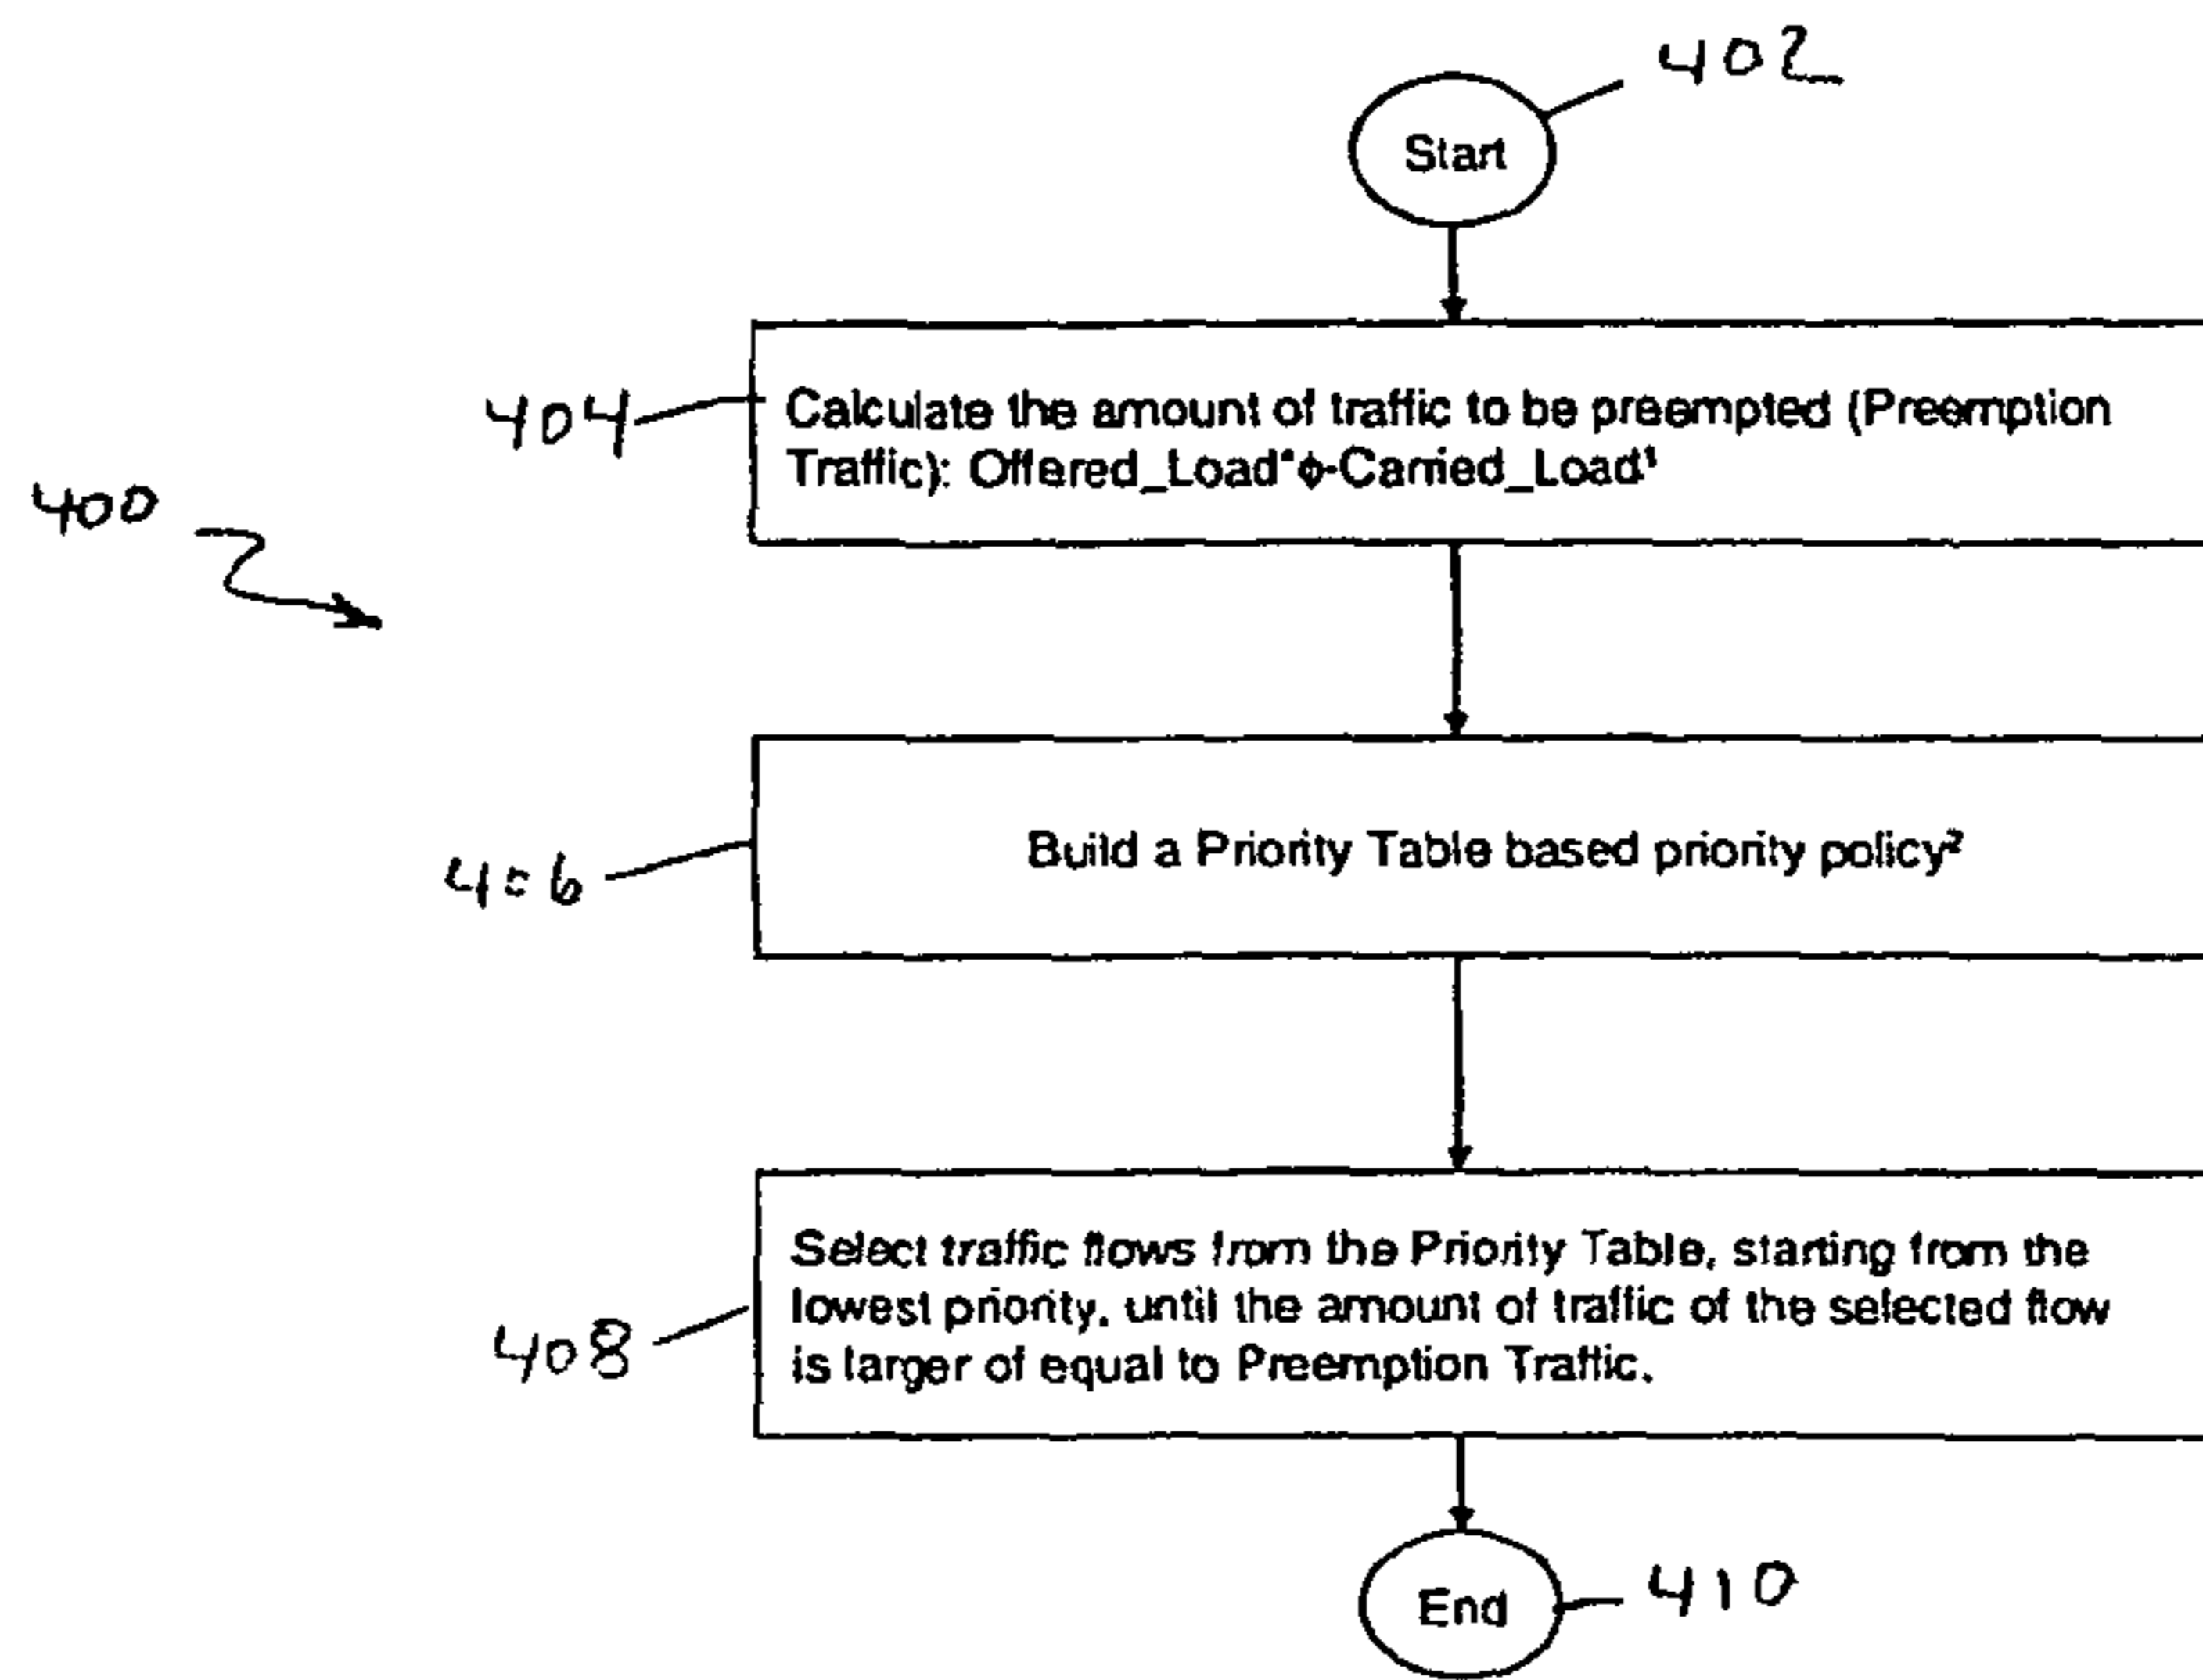 402
Start
404
Calculate the amount of traffic to be preempted (Preemption
Traffic): Offered_Load*ϕ-Carried_Load¹
400
406
Build a Priority Table based priority policy²
408
Select traffic flows from the Priority Table, starting from the
lowest priority, until the amount of traffic of the selected flow
is larger of equal to Preemption Traffic.
End
410